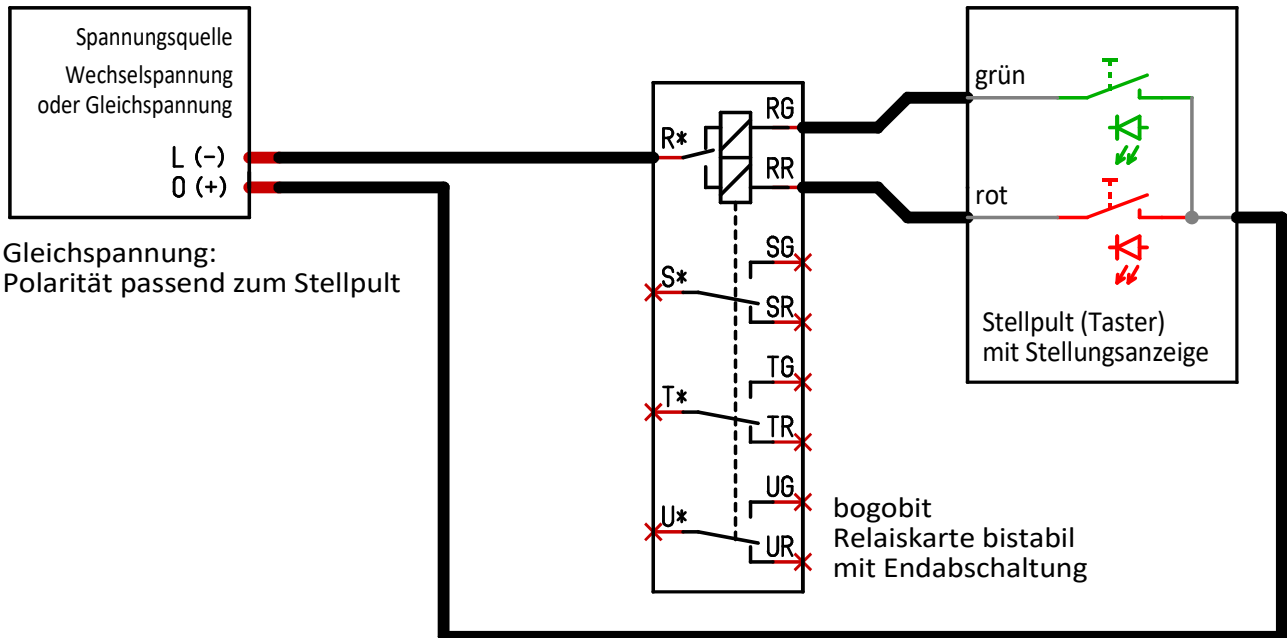 Spannungsquelle
Wechselspannung
oder Gleichspannung
L (-)
0 (+)
Gleichspannung:
Polarität passend zum Stellpult
R*
RG
RR
S*
SG
SR
T*
TG
TR
U*
UG
UR
bogobit
Relaiskarte bistabil
mit Endabschaltung
grün
rot
Stellpult (Taster)
mit Stellungsanzeige